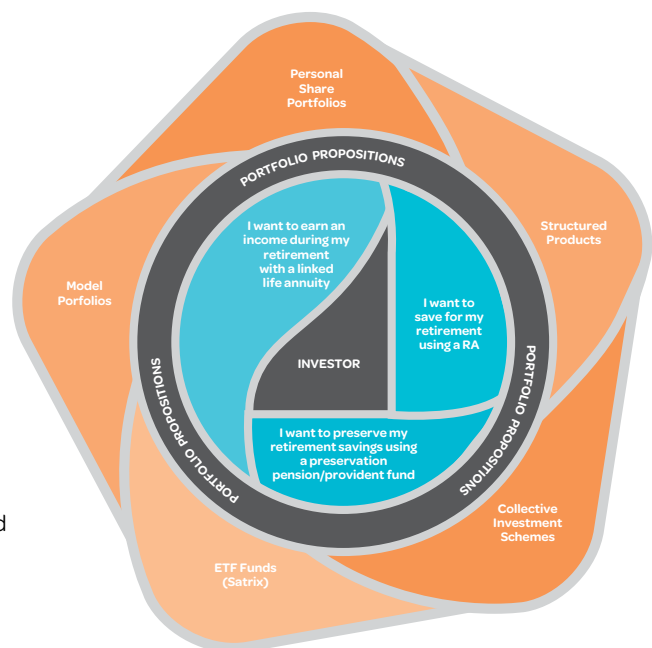 Personal
Share
Portfolios
PORTFOLIO PROPOSITIONS
Structured
Products
I want to earn an
income during my
retirement
with a linked
life annuity
Model
Porfolios
I want to
save for my
retirement
using a RA
INVESTOR
PORTFOLIO PROPOSITIONS
PORTFOLIO PROPOSITIONS
I want to preserve my
retirement savings using
a preservation
pension/provident fund
Collective
Investment
Schemes
ETF Funds
(Satrix)